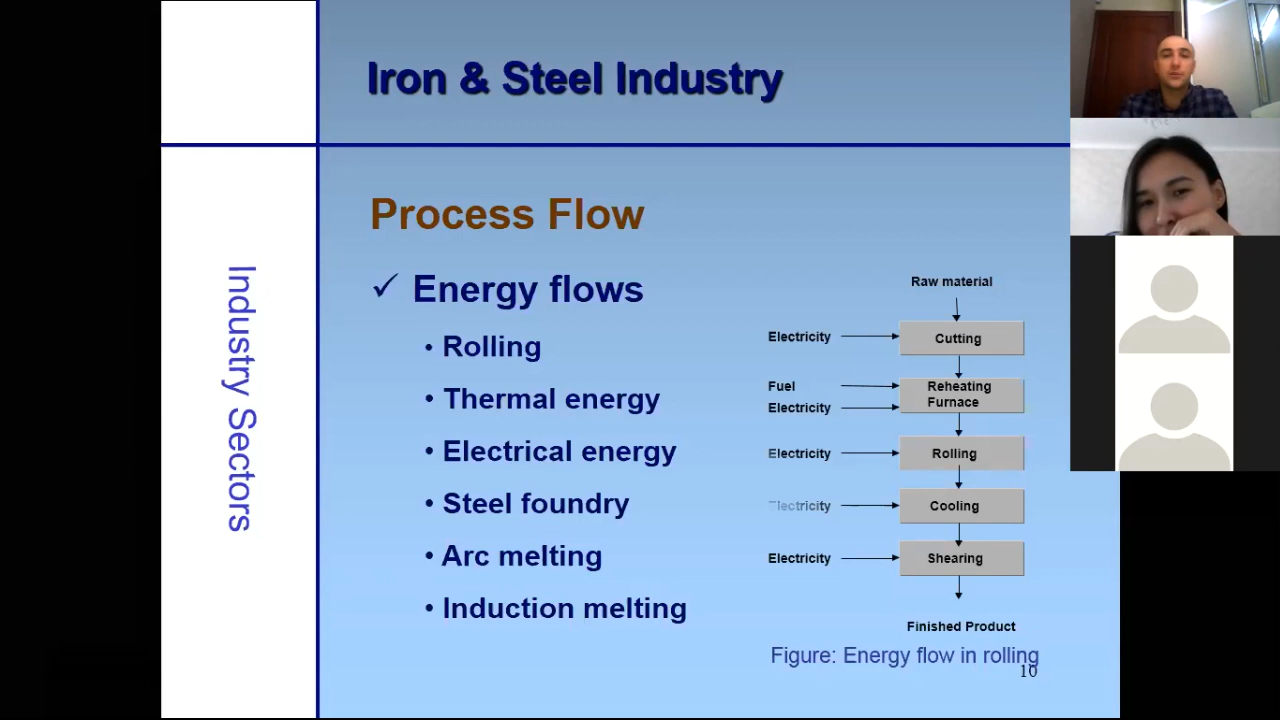 Iron & Steel Industry
Industry Sectors
Process Flow
✓ Energy flows
• Rolling
• Thermal energy
• Electrical energy
• Steel foundry
• Arc melting
• Induction melting
Raw material
Electricity
Cutting
Fuel
Electricity
Reheating
Furnace
Electricity
Rolling
Electricity
Cooling
Electricity
Shearing
Finished Product
Figure: Energy flow in rolling
10